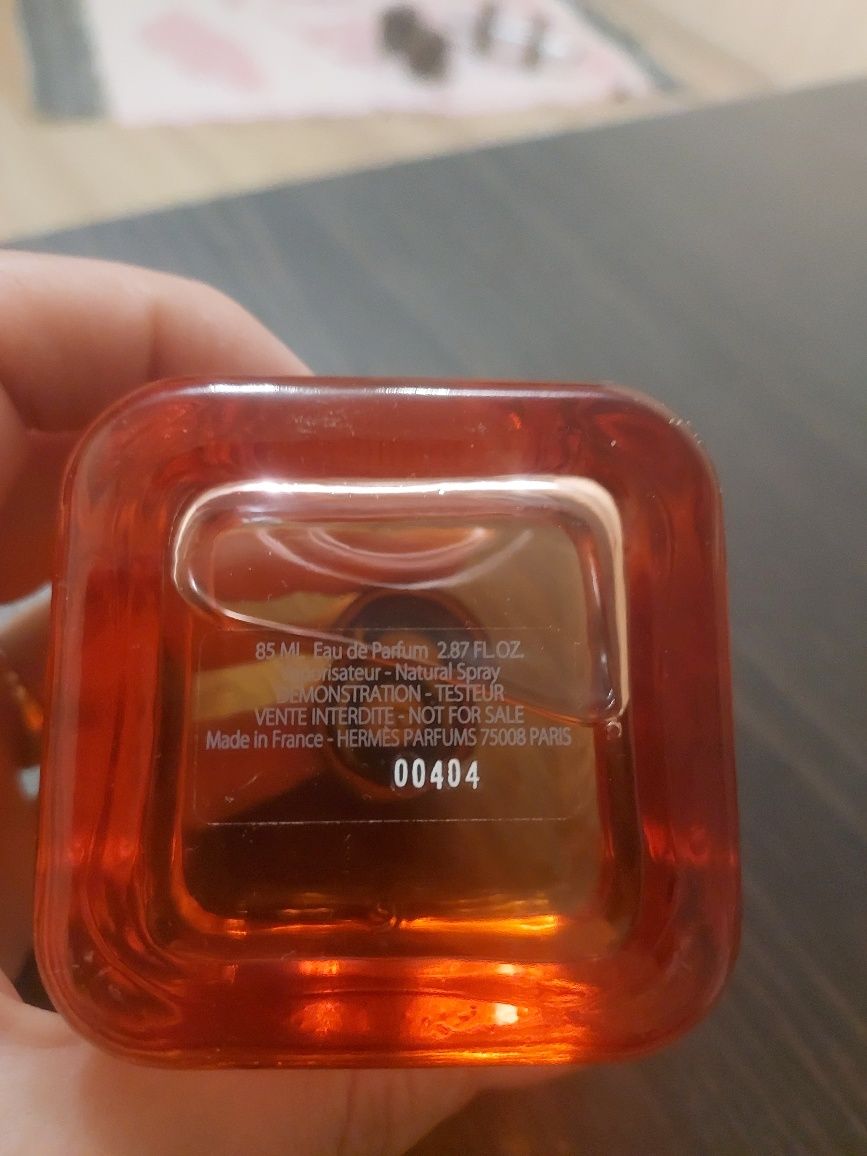 85 ML Eau de Parfum 2.87 FL.OZ.
Vaporisateur - Natural Spray
DEMONSTRATION - TESTEUR
VENTE INTERDITE - NOT FOR SALE
Made in France - HERMÈS PARFUMS 75008 PARIS
00404